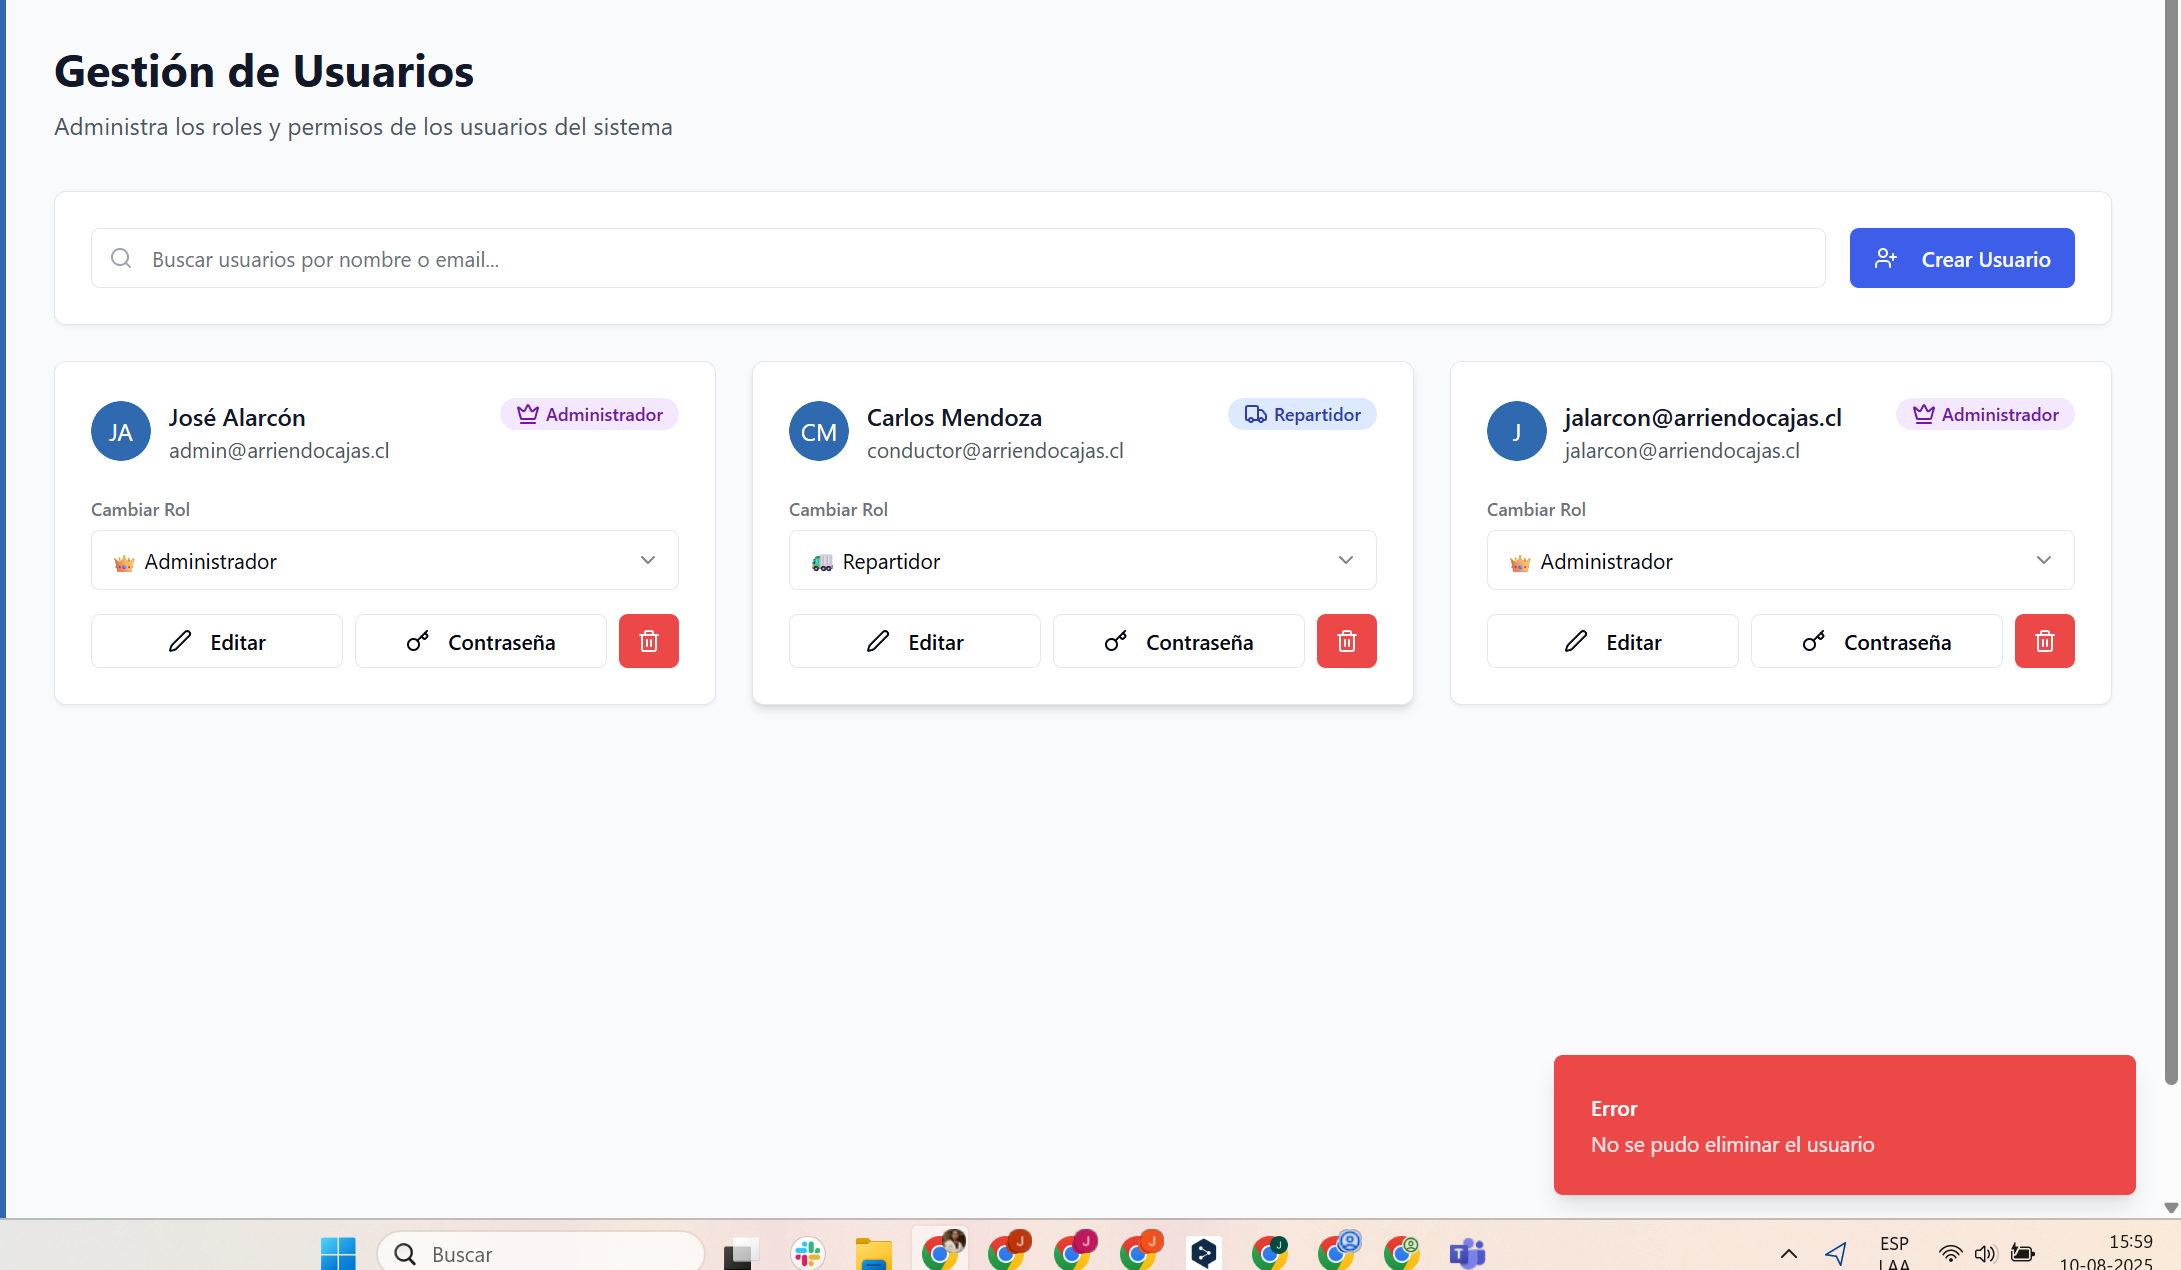 Gestión de Usuarios
Administra los roles y permisos de los usuarios del sistema
Buscar usuarios por nombre o email...
Crear Usuario
JA
José Alarcón
admin@arriendocajas.cl
Administrador
Cambiar Rol
Administrador
Editar
Contraseña
CM
Carlos Mendoza
conductor@arriendocajas.cl
Repartidor
Cambiar Rol
Repartidor
Editar
Contraseña
J
jalarcon@arriendocajas.cl
jalarcon@arriendocajas.cl
Administrador
Cambiar Rol
Administrador
Editar
Contraseña
Error
No se pudo eliminar el usuario
Buscar
J
J
J
J
T
ESP
LAA
15:59
10-08-2025